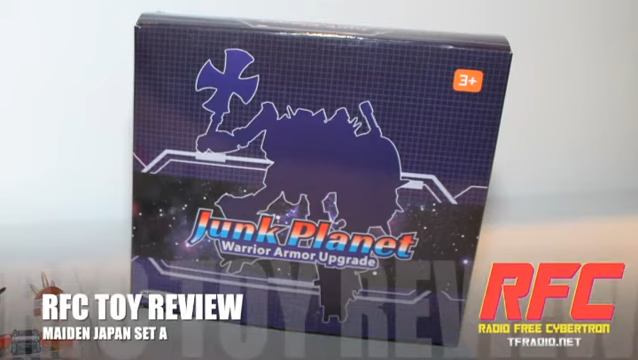 3+
Junk Planet
Warrior Armor Upgrade
RFC TOY REVIEW
MAIDEN JAPAN SET A
RFC
RADIO FREE CYBERTRON
TFRADIO.NET